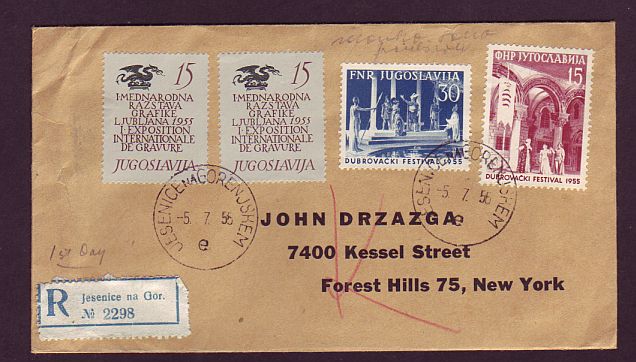 15
I·MEDNARODNA
RAZSTAVA
GRAFIKE
LJUBLJANA 1955
I·EXPOSITION
INTERNATIONALE
DE GRAVURE
JUGOSLAVIJA
15
I·MEDNARODNA
RAZSTAVA
GRAFIKE
LJUBLJANA 1955
I·EXPOSITION
INTERNATIONALE
DE GRAVURE
JUGOSLAVIJA
FNR JUGOSLAVIJA
30
DUBROVAČKI FESTIVAL 1955
ФНР ЈУГОСЛАВИЈА
15
DUBROVAČKI FESTIVAL 1955
JESENICE NA GORENJSKEM
-5. 7. 55
e
JESENICE NA GORENJSKEM
-5. 7. 56
e
JOHN DRZAZGA
7400 Kessel Street
Forest Hills 75, New York
1st Day
R
Jesenice na Gor.
№ 2298
K